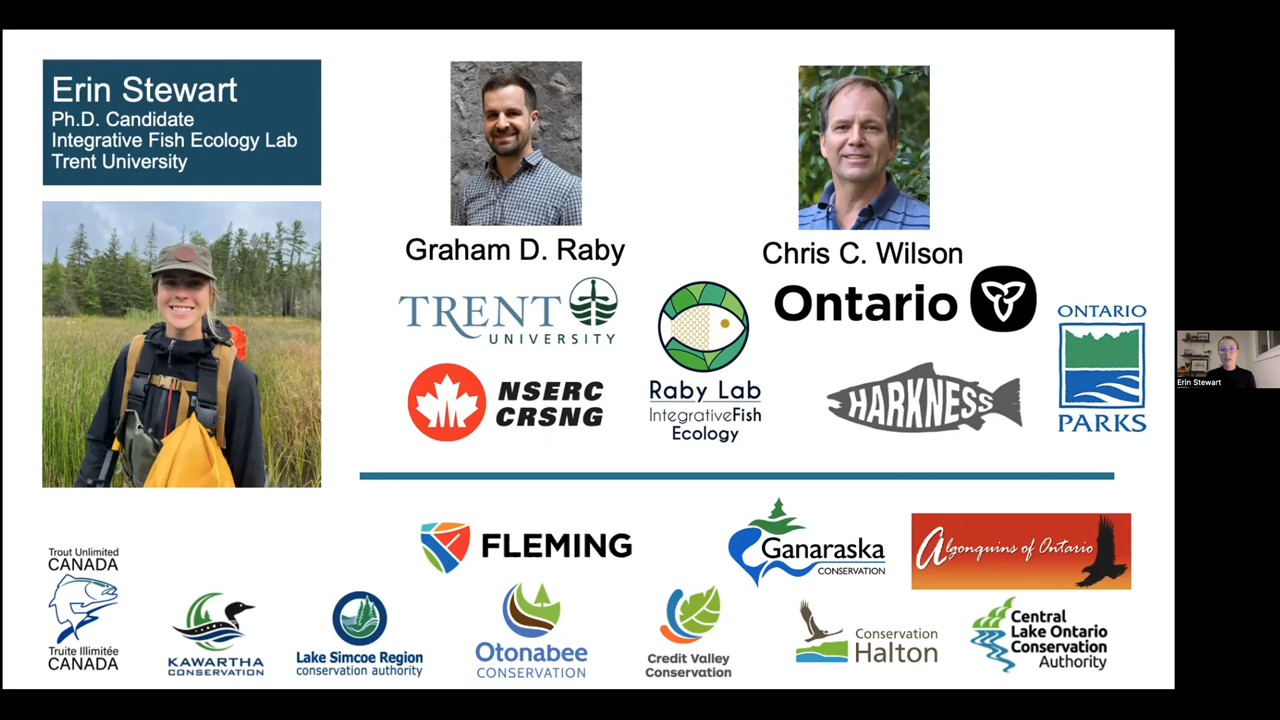 Erin Stewart
Ph.D. Candidate
Integrative Fish Ecology Lab
Trent University
Graham D. Raby
Chris C. Wilson
TRENT
UNIVERSITY
Raby Lab
IntegrativeFish
Ecology
Ontario
ONTARIO
PARKS
NSERC
CRSNG
HARKNESS
Erin Stewart
Trout Unlimited
CANADA
Truite Illimitée
CANADA
FLEMING
Ganaraska
CONSERVATION
Algonquins of Ontario
KAWARTHA
CONSERVATION
Lake Simcoe Region
conservation authority
Otonabee
CONSERVATION
Credit Valley
Conservation
Conservation
Halton
Central
Lake Ontario
Conservation
Authority